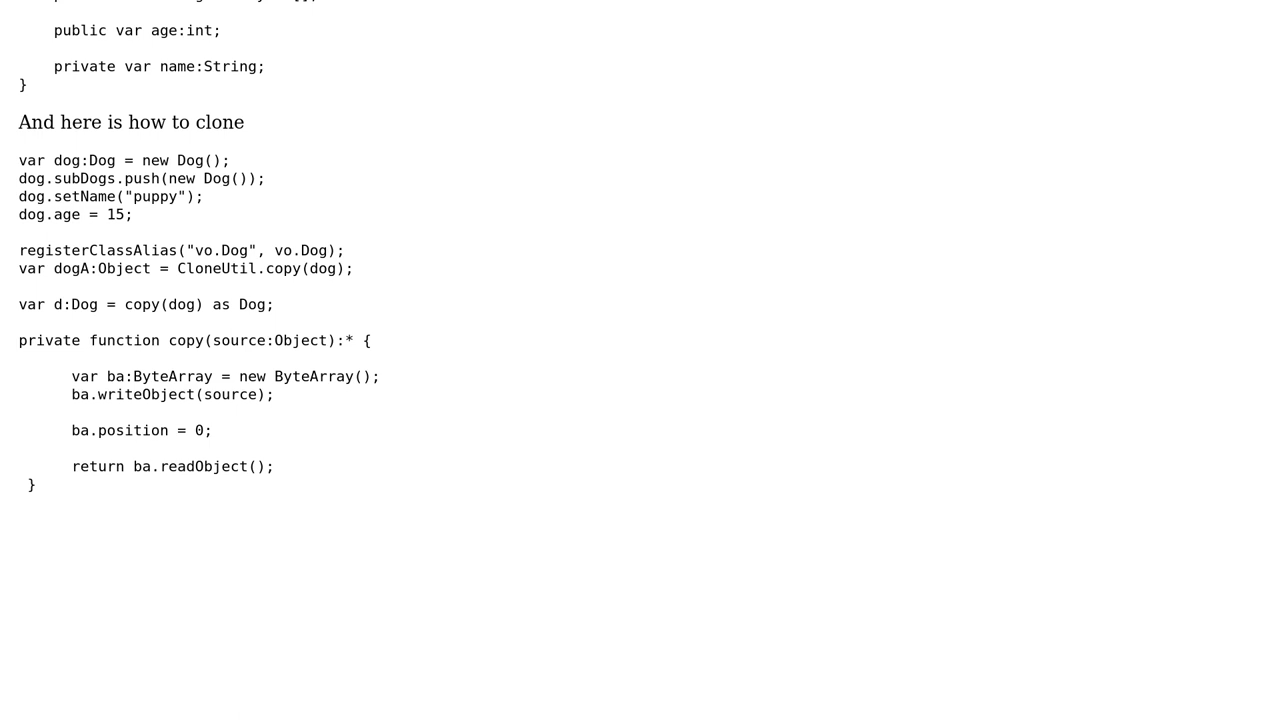 public var age:int;
private var name:String;
}
And here is how to clone
var dog:Dog = new Dog();
dog.subDogs.push(new Dog());
dog.setName("puppy");
dog.age = 15;
registerClassAlias("vo.Dog", vo.Dog);
var dogA:Object = CloneUtil.copy(dog);
var d:Dog = copy(dog) as Dog;
private function copy(source:Object):* {
var ba:ByteArray = new ByteArray();
ba.writeObject(source);
ba.position = 0;
return ba.readObject();
}